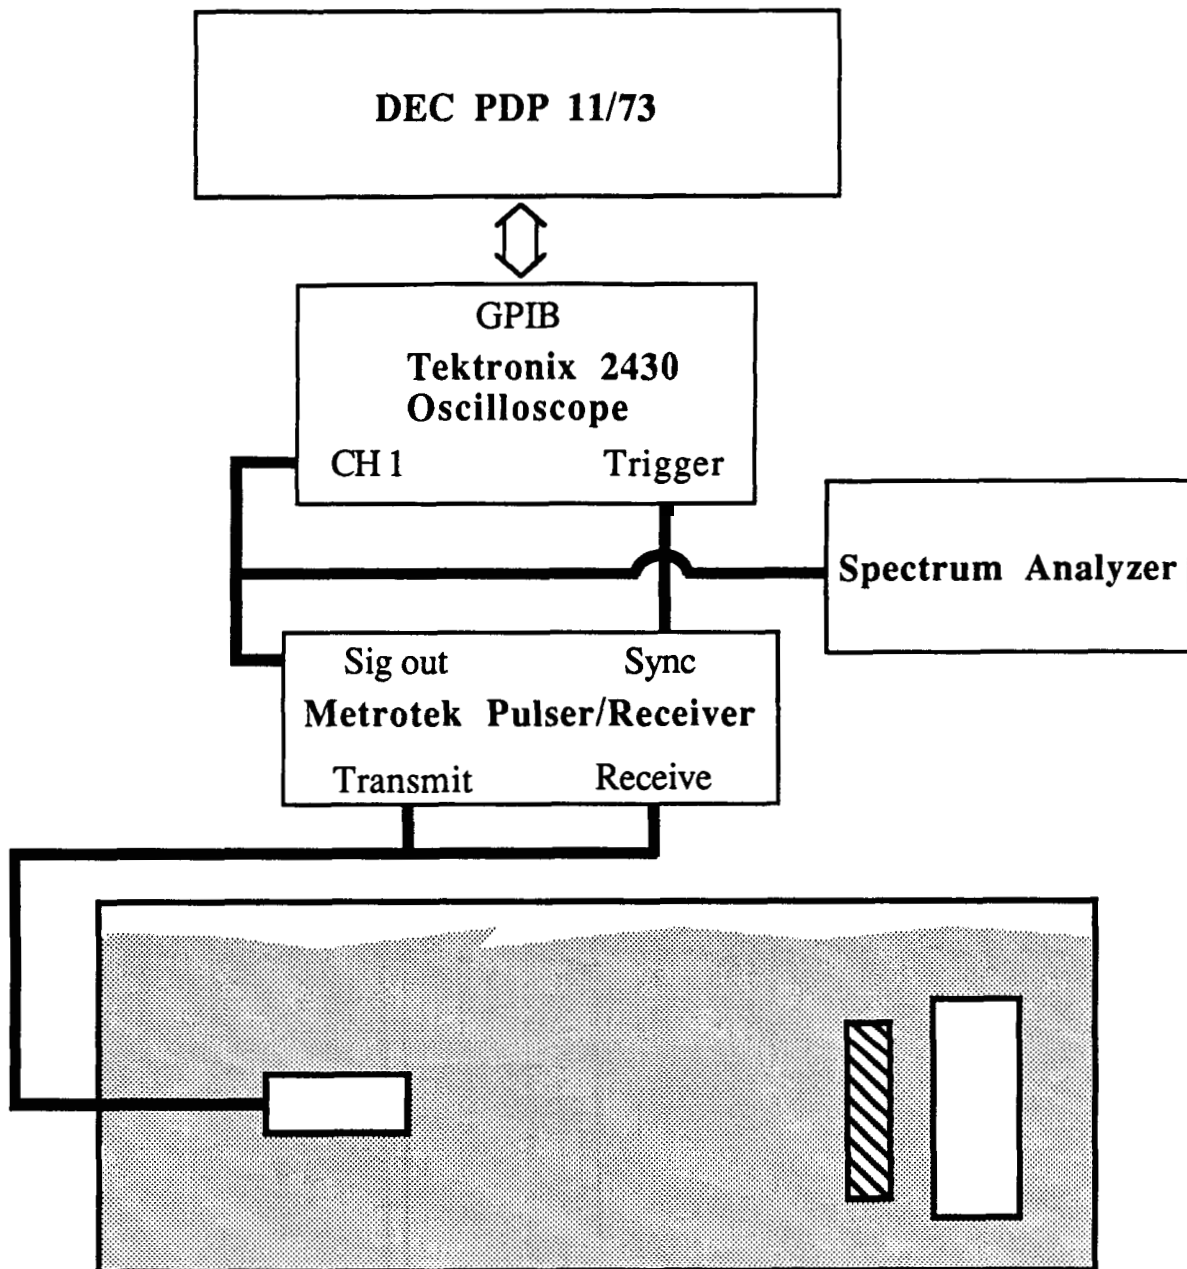 DEC PDP 11/73
GPIB
Tektronix 2430
Oscilloscope
CH 1 Trigger
Spectrum Analyzer
Sig out Sync
Metrotek Pulser/Receiver
Transmit Receive